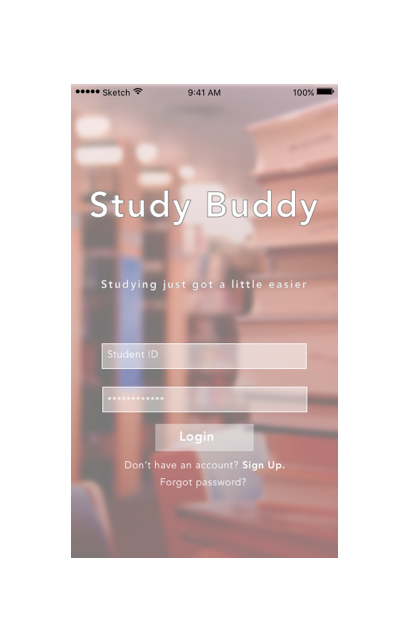 Sketch 9:41 AM 100%
Study Buddy
Studying just got a little easier
Student ID
************
Login
Don't have an account? Sign Up.
Forgot password?